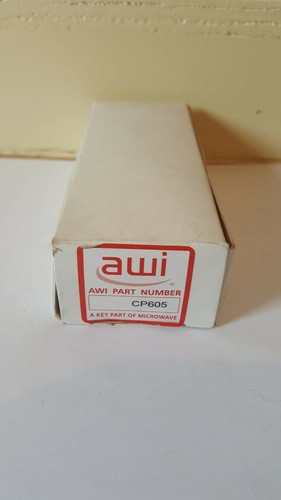 awi
AWI PART NUMBER
CP605
A KEY PART OF MICROWAVE